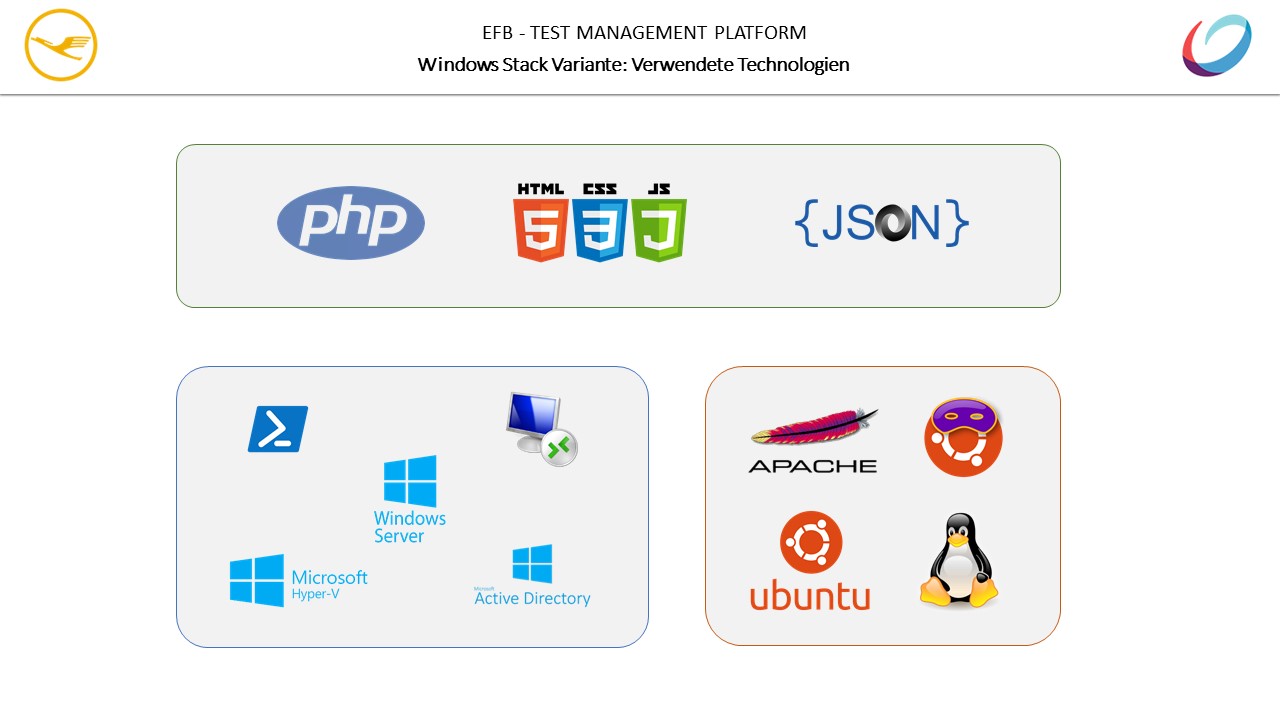 EFB - TEST MANAGEMENT PLATFORM
Windows Stack Variante: Verwendete Technologien
php
HTML CSS JS
5 3 J
{JSON}
APACHE
Windows
Server
Microsoft
Hyper-V
Microsoft
Active Directory
ubuntu